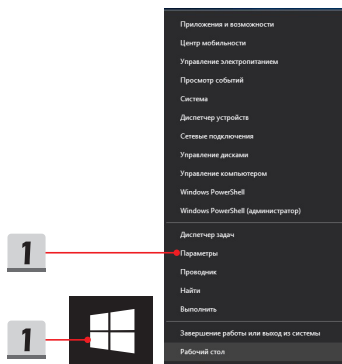 Приложения и возможности
Центр мобильности
Управление электропитанием
Просмотр событий
Система
Диспетчер устройств
Сетевые подключения
Управление дисками
Управление компьютером
Windows PowerShell
Windows PowerShell (администратор)
Диспетчер задач
1
Параметры
Проводник
Найти
Выполнить
1
Завершение работы или выход из системы
Рабочий стол